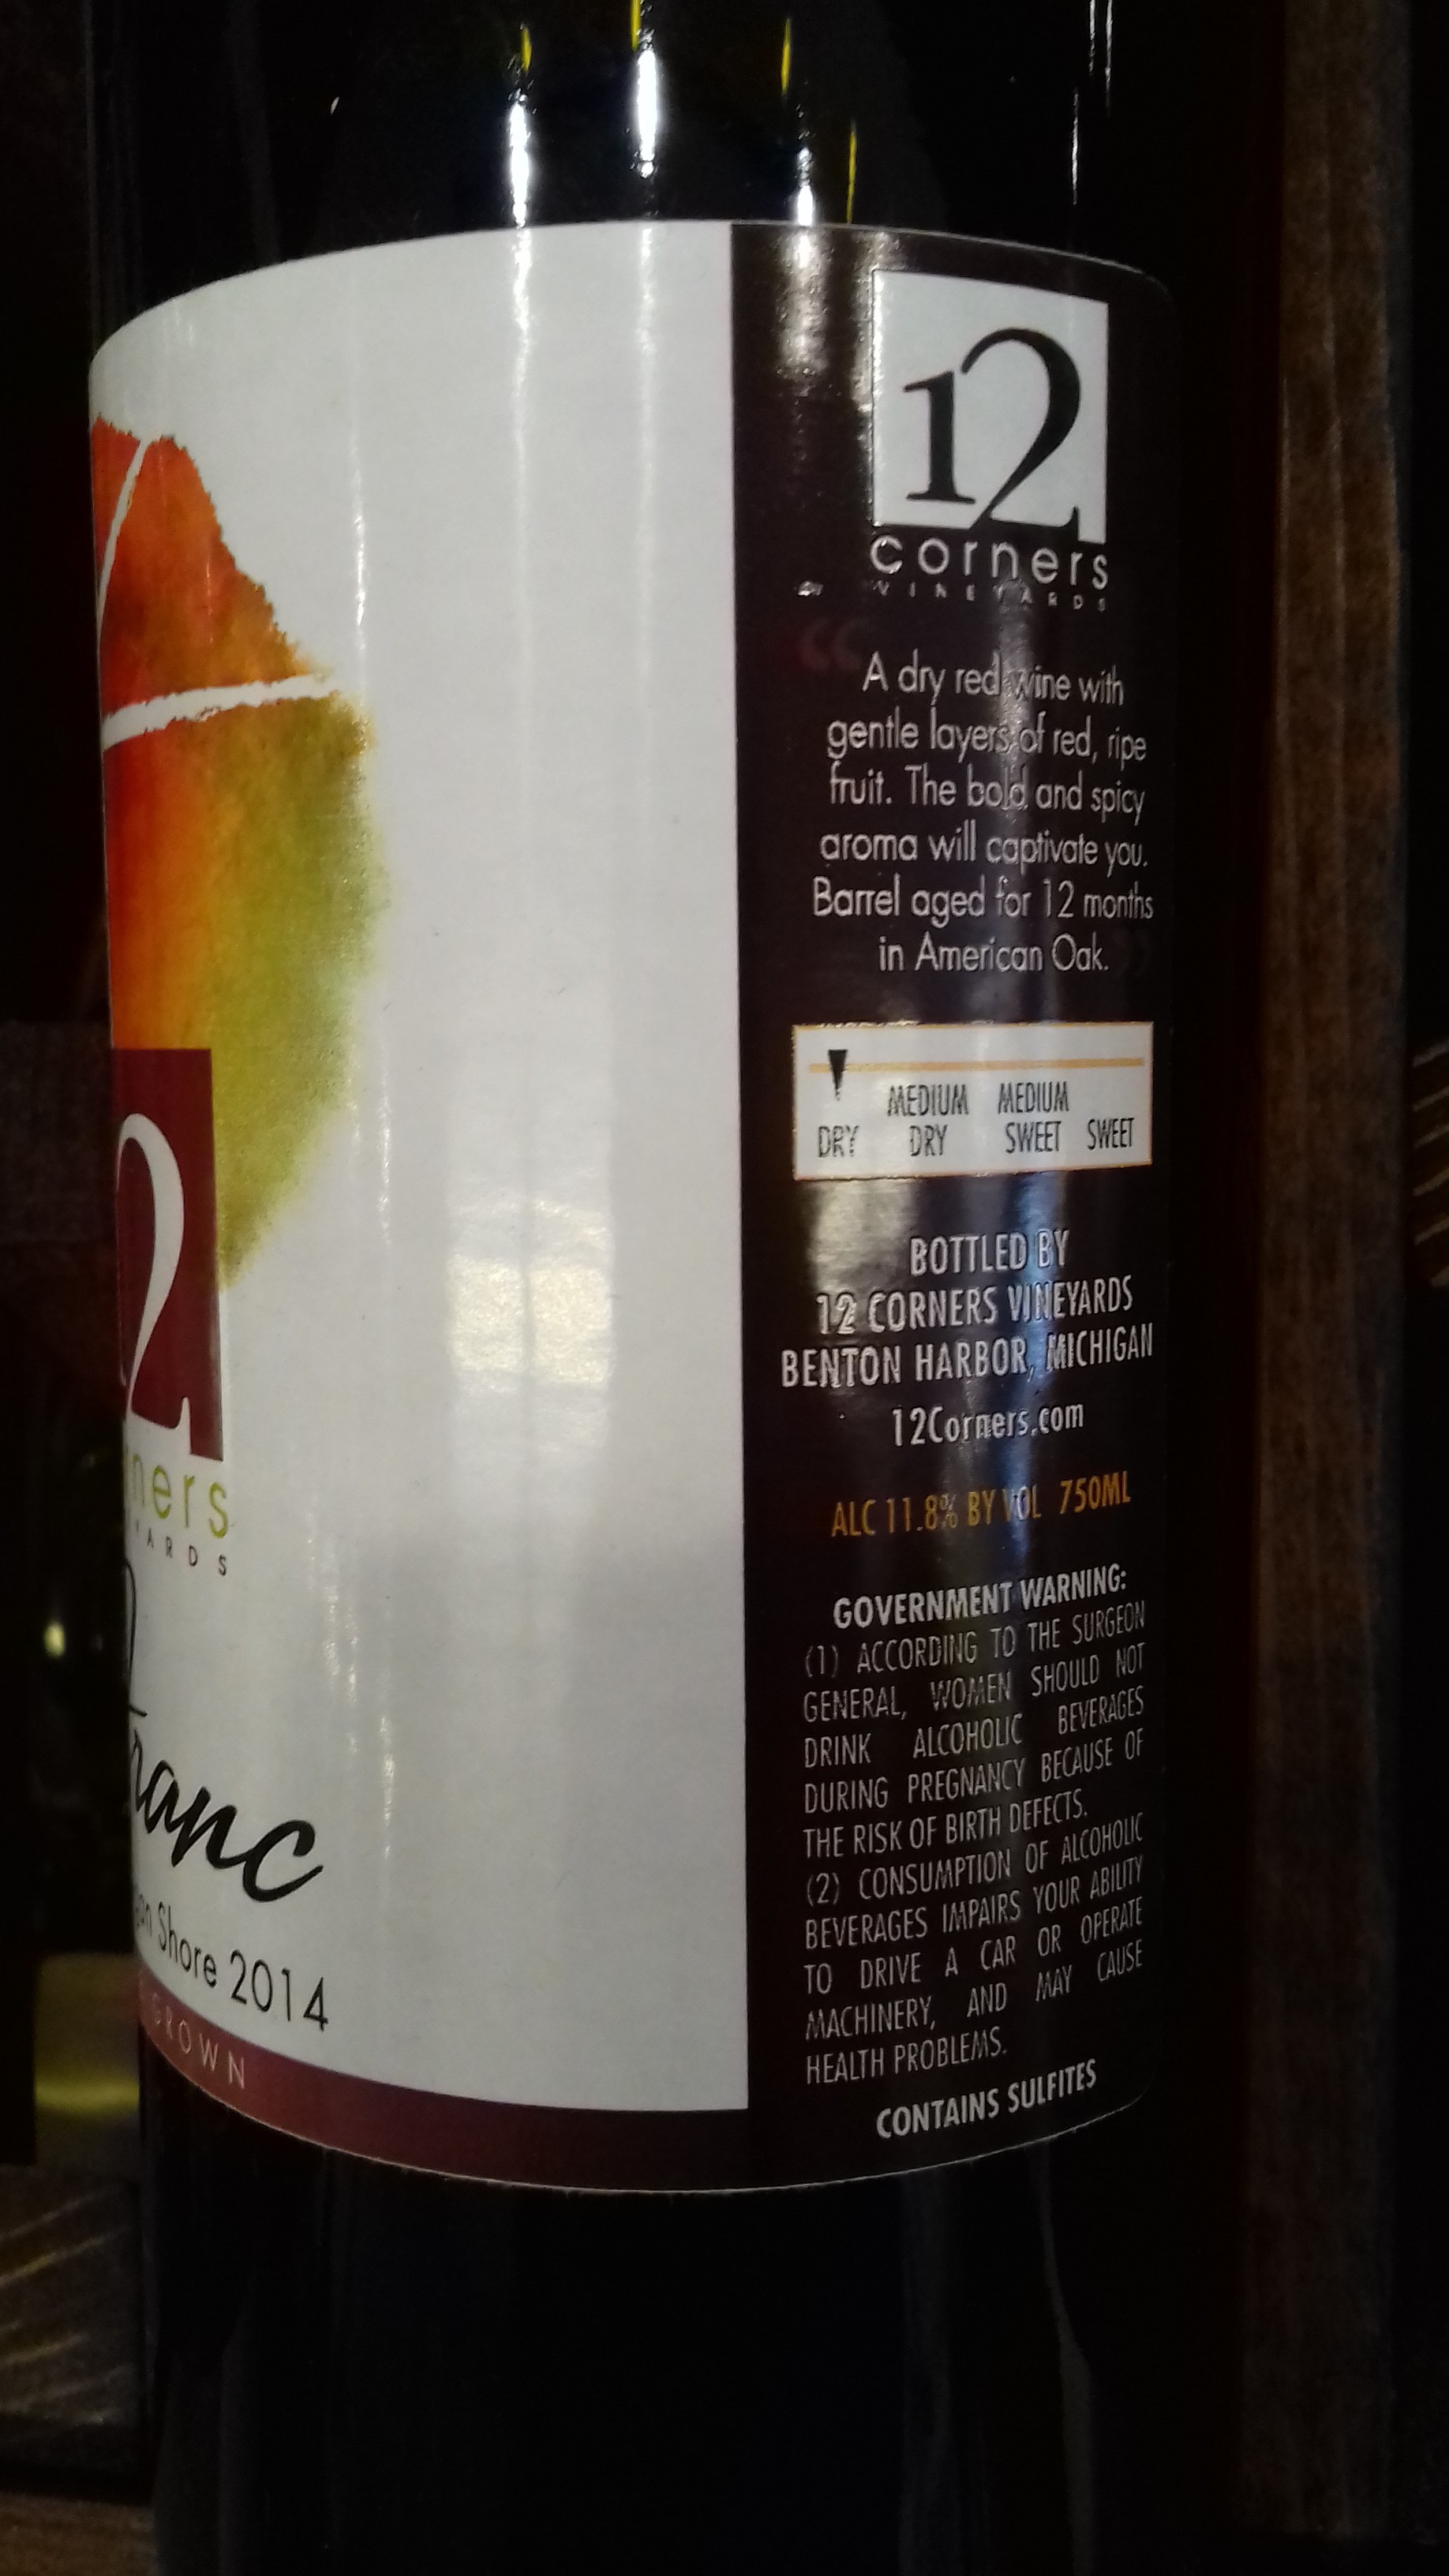 12
corners
VINEYARDS
A dry red wine with
gentle layers of red, ripe
fruit. The bold and spicy
aroma will captivate you.
Barrel aged for 12 months
in American Oak.
DRY MEDIUM DRY MEDIUM SWEET SWEET
BOTTLED BY
12 CORNERS VINEYARDS
BENTON HARBOR, MICHIGAN
12Corners.com
ALC 11.8% BY VOL 750ML
GOVERNMENT WARNING:
(1) ACCORDING TO THE SURGEON
GENERAL, WOMEN SHOULD NOT
DRINK ALCOHOLIC BEVERAGES
DURING PREGNANCY BECAUSE OF
THE RISK OF BIRTH DEFECTS.
(2) CONSUMPTION OF ALCOHOLIC
BEVERAGES IMPAIRS YOUR ABILITY
TO DRIVE A CAR OR OPERATE
MACHINERY, AND MAY CAUSE
HEALTH PROBLEMS.
CONTAINS SULFITES
2
ners
ARDS
ranc
an Shore 2014
GROWN